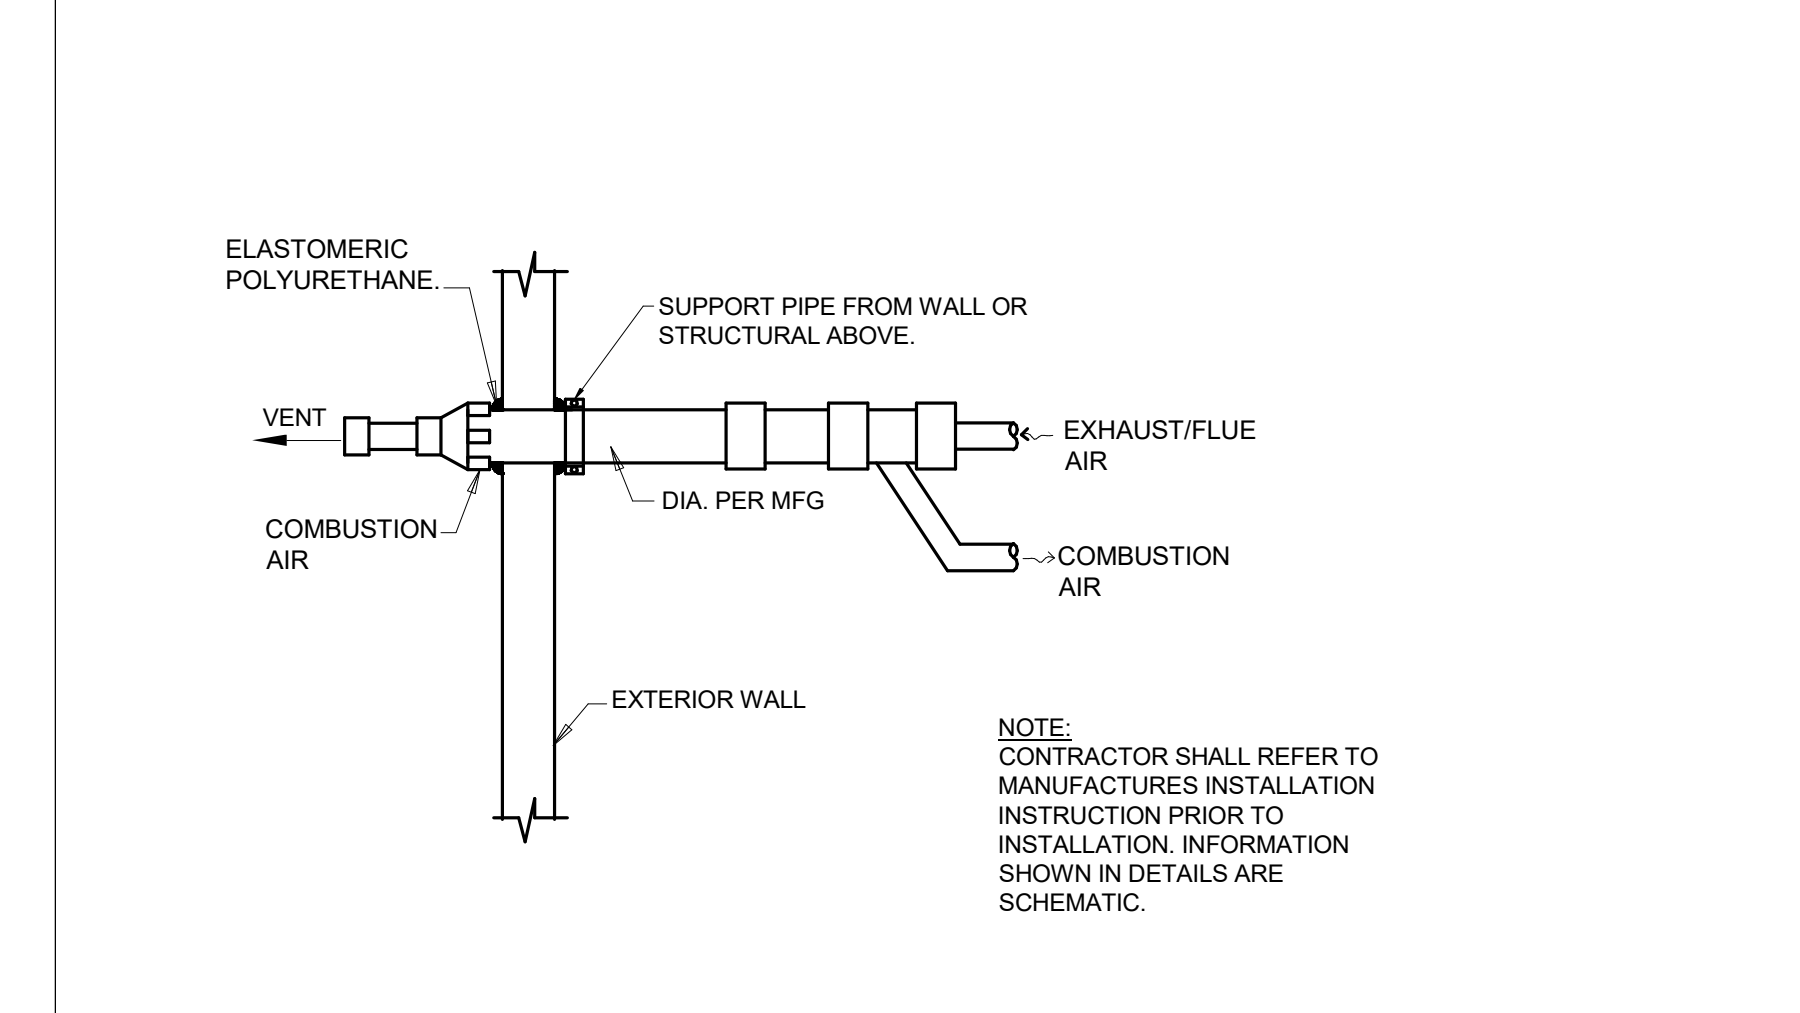 ELASTOMERIC
POLYURETHANE.
SUPPORT PIPE FROM WALL OR
STRUCTURAL ABOVE.
VENT
EXHAUST/FLUE
AIR
DIA. PER MFG
COMBUSTION
AIR
COMBUSTION
AIR
EXTERIOR WALL
NOTE:
CONTRACTOR SHALL REFER TO
MANUFACTURES INSTALLATION
INSTRUCTION PRIOR TO
INSTALLATION. INFORMATION
SHOWN IN DETAILS ARE
SCHEMATIC.